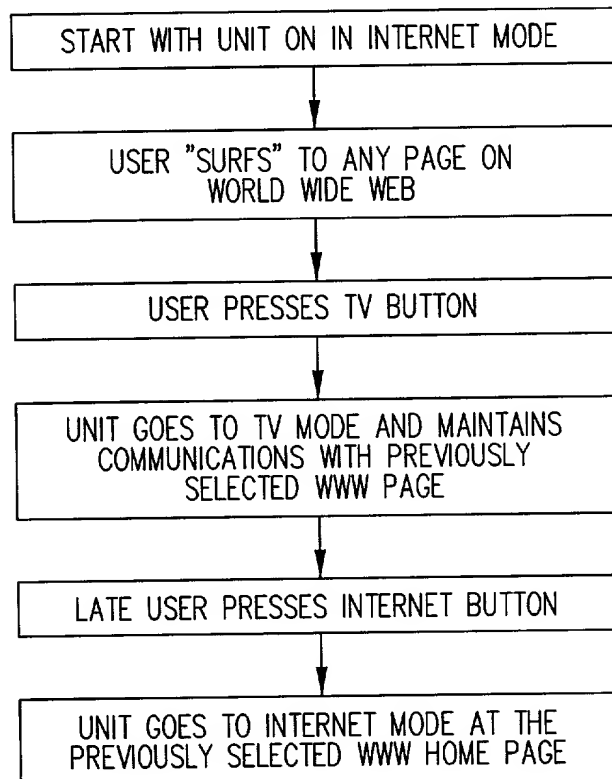 START WITH UNIT ON IN INTERNET MODE
USER "SURFS" TO ANY PAGE ON
WORLD WIDE WEB
USER PRESSES TV BUTTON
UNIT GOES TO TV MODE AND MAINTAINS
COMMUNICATIONS WITH PREVIOUSLY
SELECTED WWW PAGE
LATE USER PRESSES INTERNET BUTTON
UNIT GOES TO INTERNET MODE AT THE
PREVIOUSLY SELECTED WWW HOME PAGE